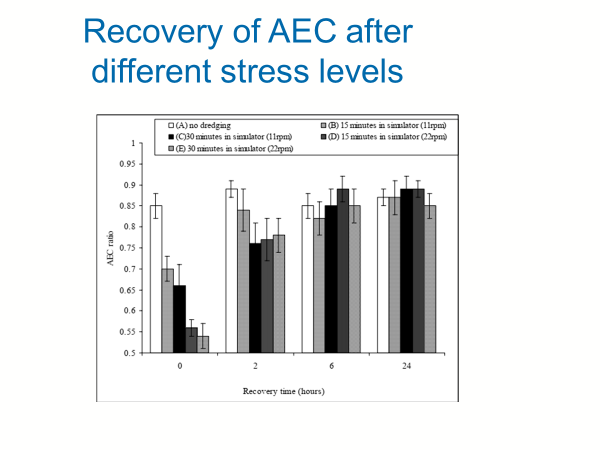 Recovery of AEC after
different stress levels
(A) no dredging
(B) 15 minutes in simulator (11rpm)
(C)30 minutes in simulator (11rpm)
(D) 15 minutes in simulator (22rpm)
(E) 30 minutes in simulator (22rpm)
1
0.95
0.9
0.85
0.8
0.75
0.7
0.65
0.6
0.55
0.5
AEC ratio
0 2 6 24
Recovery time (hours)